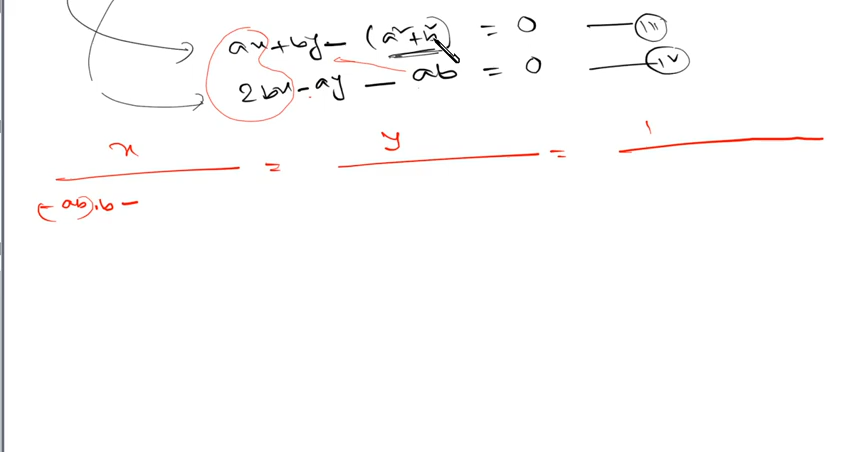 ax+by-(a²+b²) = 0 — (III)
2bx-ay - ab = 0 — (IV)
x = y = 1
(-ab).b -